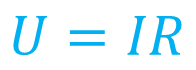 U = IR